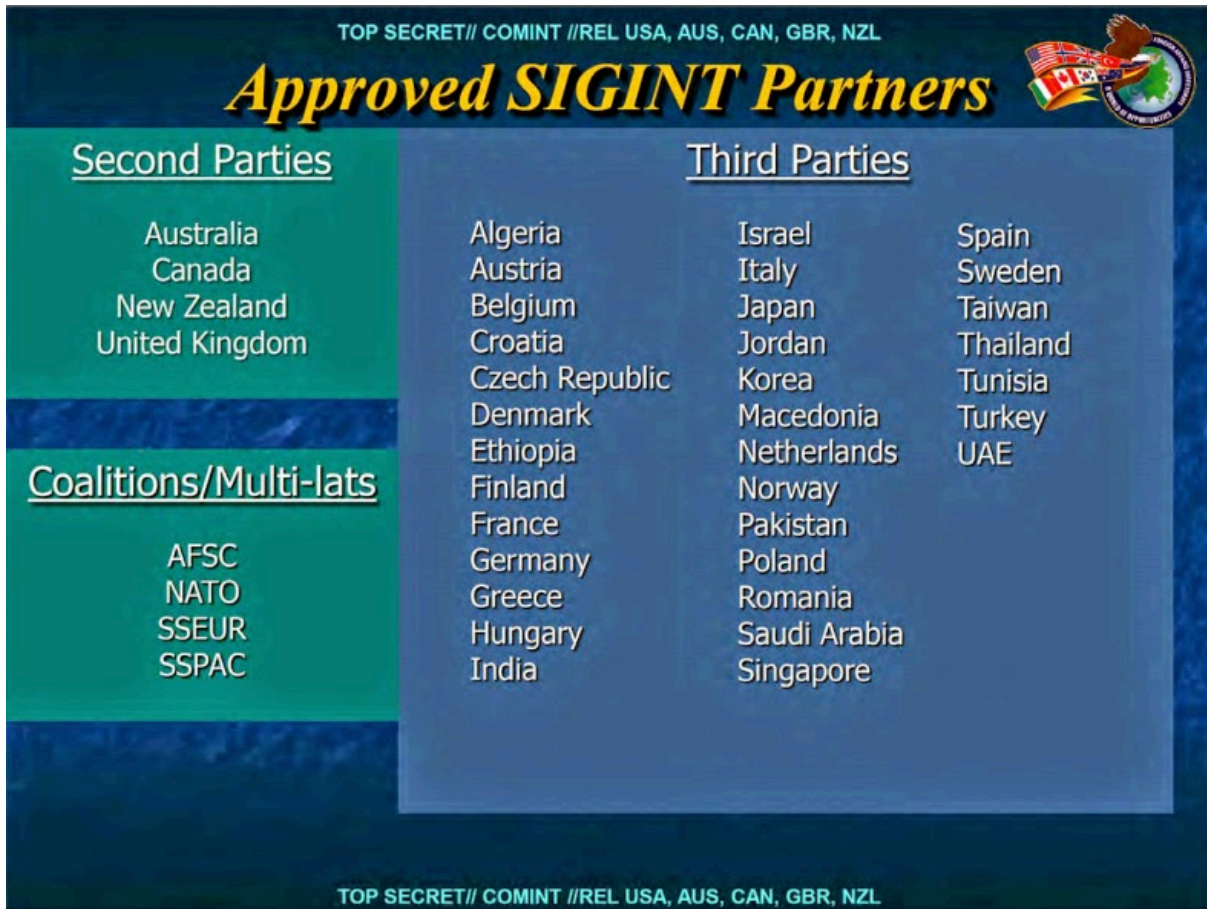 TOP SECRET// COMINT //REL USA, AUS, CAN, GBR, NZL
Approved SIGINT Partners
Second Parties
Australia
Canada
New Zealand
United Kingdom
Coalitions/Multi-lats
AFSC
NATO
SSEUR
SSPAC
Third Parties
Algeria
Austria
Belgium
Croatia
Czech Republic
Denmark
Ethiopia
Finland
France
Germany
Greece
Hungary
India
Israel
Italy
Japan
Jordan
Korea
Macedonia
Netherlands
Norway
Pakistan
Poland
Romania
Saudi Arabia
Singapore
Spain
Sweden
Taiwan
Thailand
Tunisia
Turkey
UAE
TOP SECRET// COMINT //REL USA, AUS, CAN, GBR, NZL